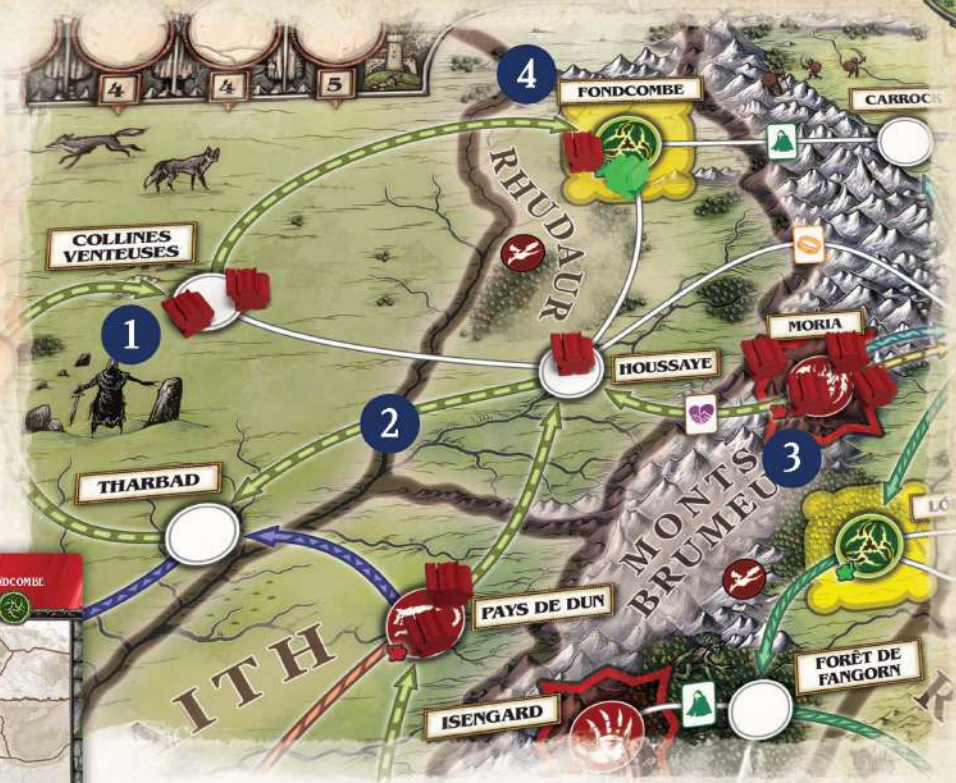 4
4
5
4
FONDCOMBE
CARROCK
RHUDAUR
COLLINES
VENTEUSES
1
MORIA
HOUSSAYE
2
3
THARBAD
MONTS
BRUMEU
PAYS DE DUN
ITH
FORÊT DE
FANGORN
ISENGARD